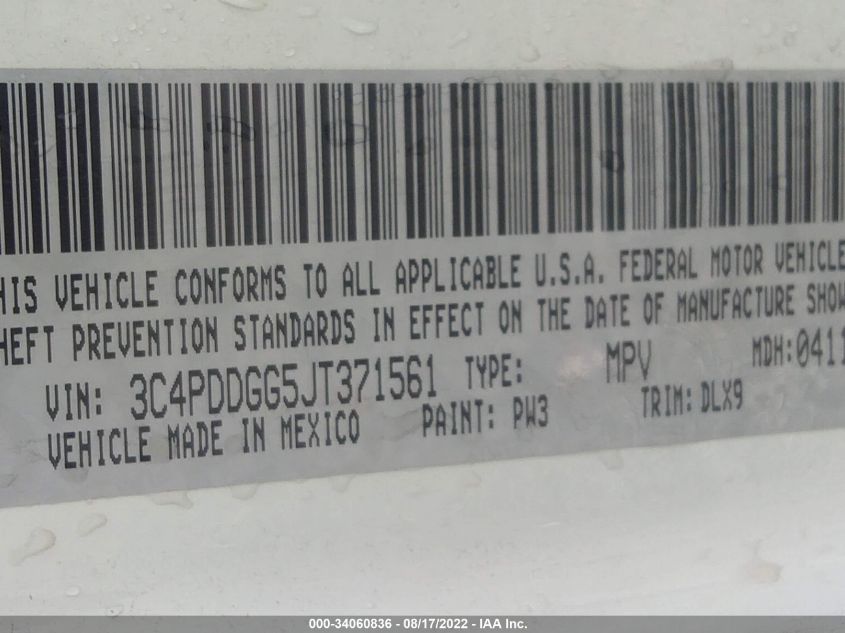 HIS VEHICLE CONFORMS TO ALL APPLICABLE U.S.A. FEDERAL MOTOR VEHICLE
HEFT PREVENTION STANDARDS IN EFFECT ON THE DATE OF MANUFACTURE SHOW
VIN: 3C4PDDGG5JT371561 TYPE: MPV MDH:0411
VEHICLE MADE IN MEXICO PAINT: PW3 TRIM: DLX9
000-34060836 - 08/17/2022 - IAA Inc.